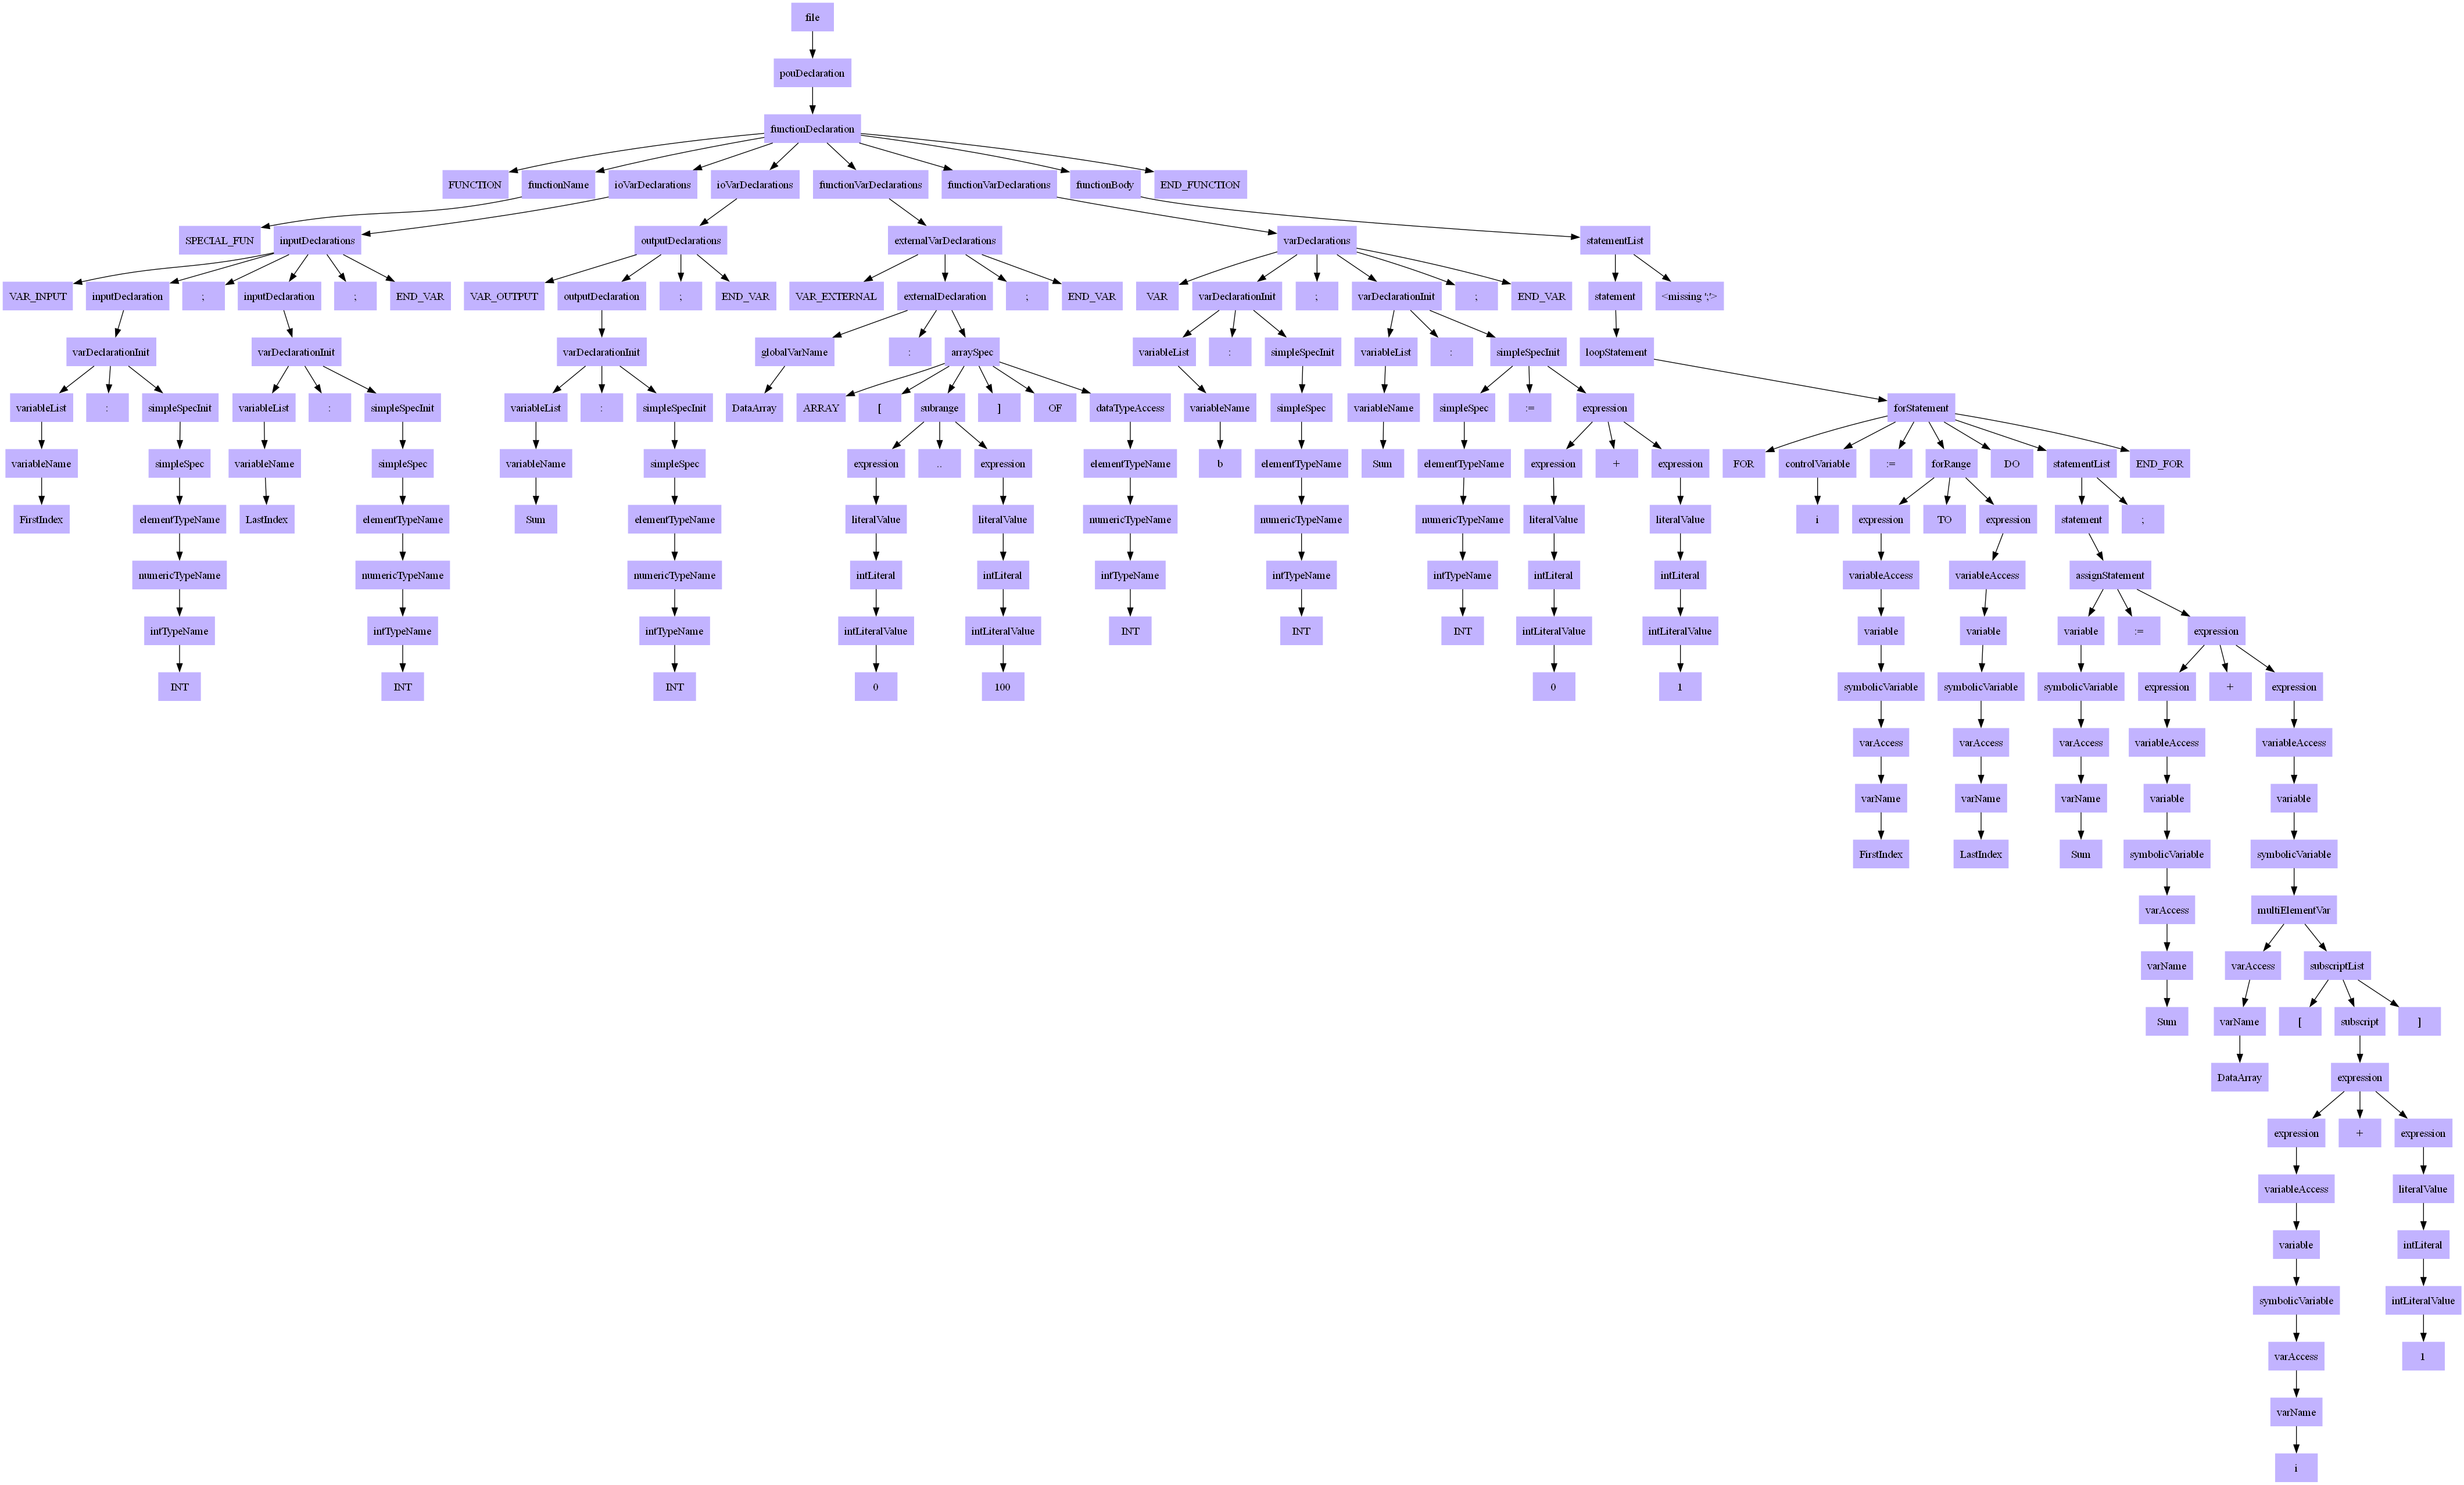 file
pouDeclaration
functionDeclaration
FUNCTION functionName ioVarDeclarations ioVarDeclarations functionVarDeclarations functionVarDeclarations functionBody END_FUNCTION
SPECIAL_FUN inputDeclarations outputDeclarations externalVarDeclarations varDeclarations statementList
VAR_INPUT inputDeclaration ; inputDeclaration ; END_VAR VAR_OUTPUT outputDeclaration ; END_VAR VAR_EXTERNAL externalDeclaration ; END_VAR VAR varDeclarationInit ; varDeclarationInit ; END_VAR statement <missing ';'>
varDeclarationInit varDeclarationInit varDeclarationInit globalVarName : arraySpec variableList : simpleSpecInit variableList : simpleSpecInit loopStatement
variableList : simpleSpecInit variableList : simpleSpecInit variableList : simpleSpecInit DataArray ARRAY [ subrange ] OF dataTypeAccess variableName simpleSpec variableName simpleSpec := expression forStatement
variableName simpleSpec variableName simpleSpec variableName simpleSpec expression .. expression elementTypeName b elementTypeName Sum elementTypeName expression + expression FOR controlVariable := forRange DO statementList END_FOR
FirstIndex elementTypeName LastIndex elementTypeName Sum elementTypeName literalValue literalValue numericTypeName numericTypeName numericTypeName literalValue literalValue i expression TO expression statement ;
numericTypeName numericTypeName numericTypeName intLiteral intLiteral intTypeName intTypeName intTypeName intLiteral intLiteral variableAccess variableAccess assignStatement
intTypeName intTypeName intTypeName intLiteralValue intLiteralValue INT INT INT intLiteralValue intLiteralValue variable variable variable := expression
INT INT INT 0 100 0 1 symbolicVariable symbolicVariable symbolicVariable expression + expression
varAccess varAccess varAccess variableAccess variableAccess
varName varName varName variable variable
FirstIndex LastIndex Sum symbolicVariable symbolicVariable
varAccess multiElementVar
varName varAccess subscriptList
Sum varName [ subscript ]
DataArray expression
expression + expression
variableAccess literalValue
variable intLiteral
symbolicVariable intLiteralValue
varAccess 1
varName
i